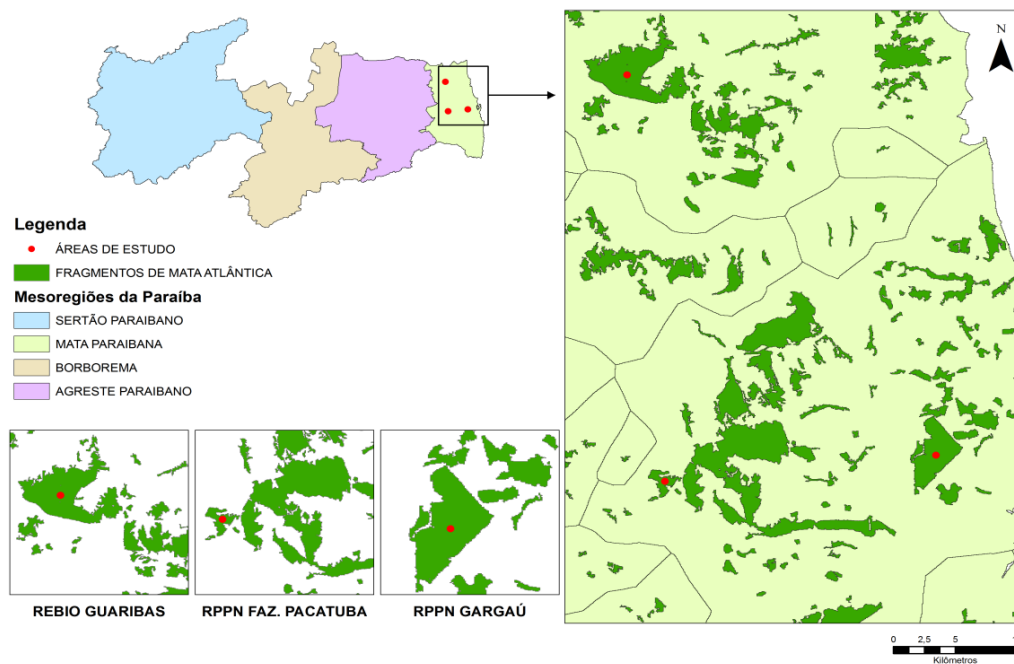 N
Legenda
ÁREAS DE ESTUDO
FRAGMENTOS DE MATA ATLÂNTICA
Mesoregiões da Paraíba
SERTÃO PARAIBANO
MATA PARAIBANA
BORBOREMA
AGRESTE PARAIBANO
REBIO GUARIBAS
RPPN FAZ. PACATUBA
RPPN GARGAÚ
0 2,5 5
Kilômetros